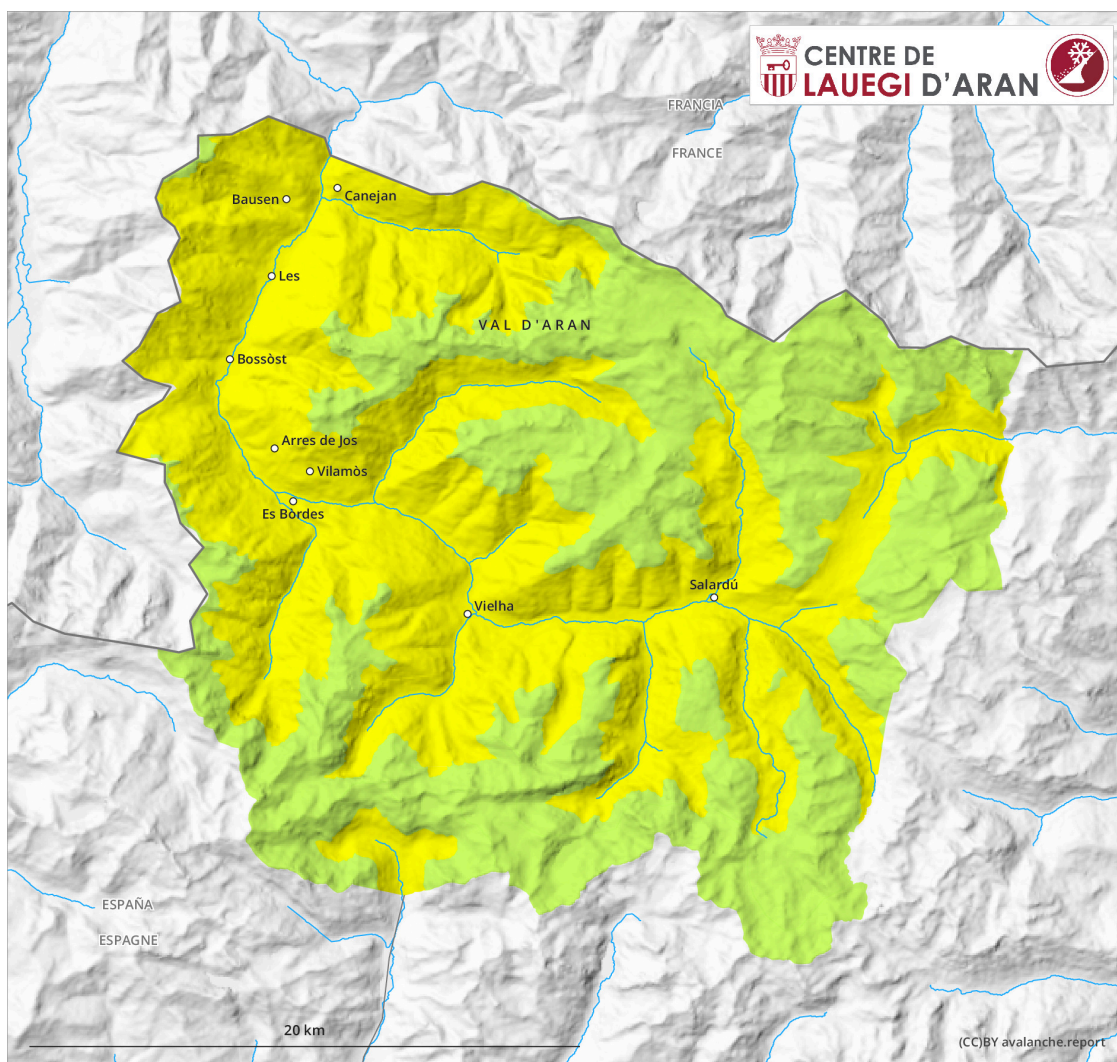 CENTRE DE
LAUEGI D'ARAN
FRANCIA
FRANCE
Canejan
Bausen
Les
VAL D'ARAN
Bossòst
Arres de Jos
Vilamòs
Es Bòrdes
Salardú
Vielha
ESPAÑA
ESPAGNE
20 km
(CC)BY avalanche.report